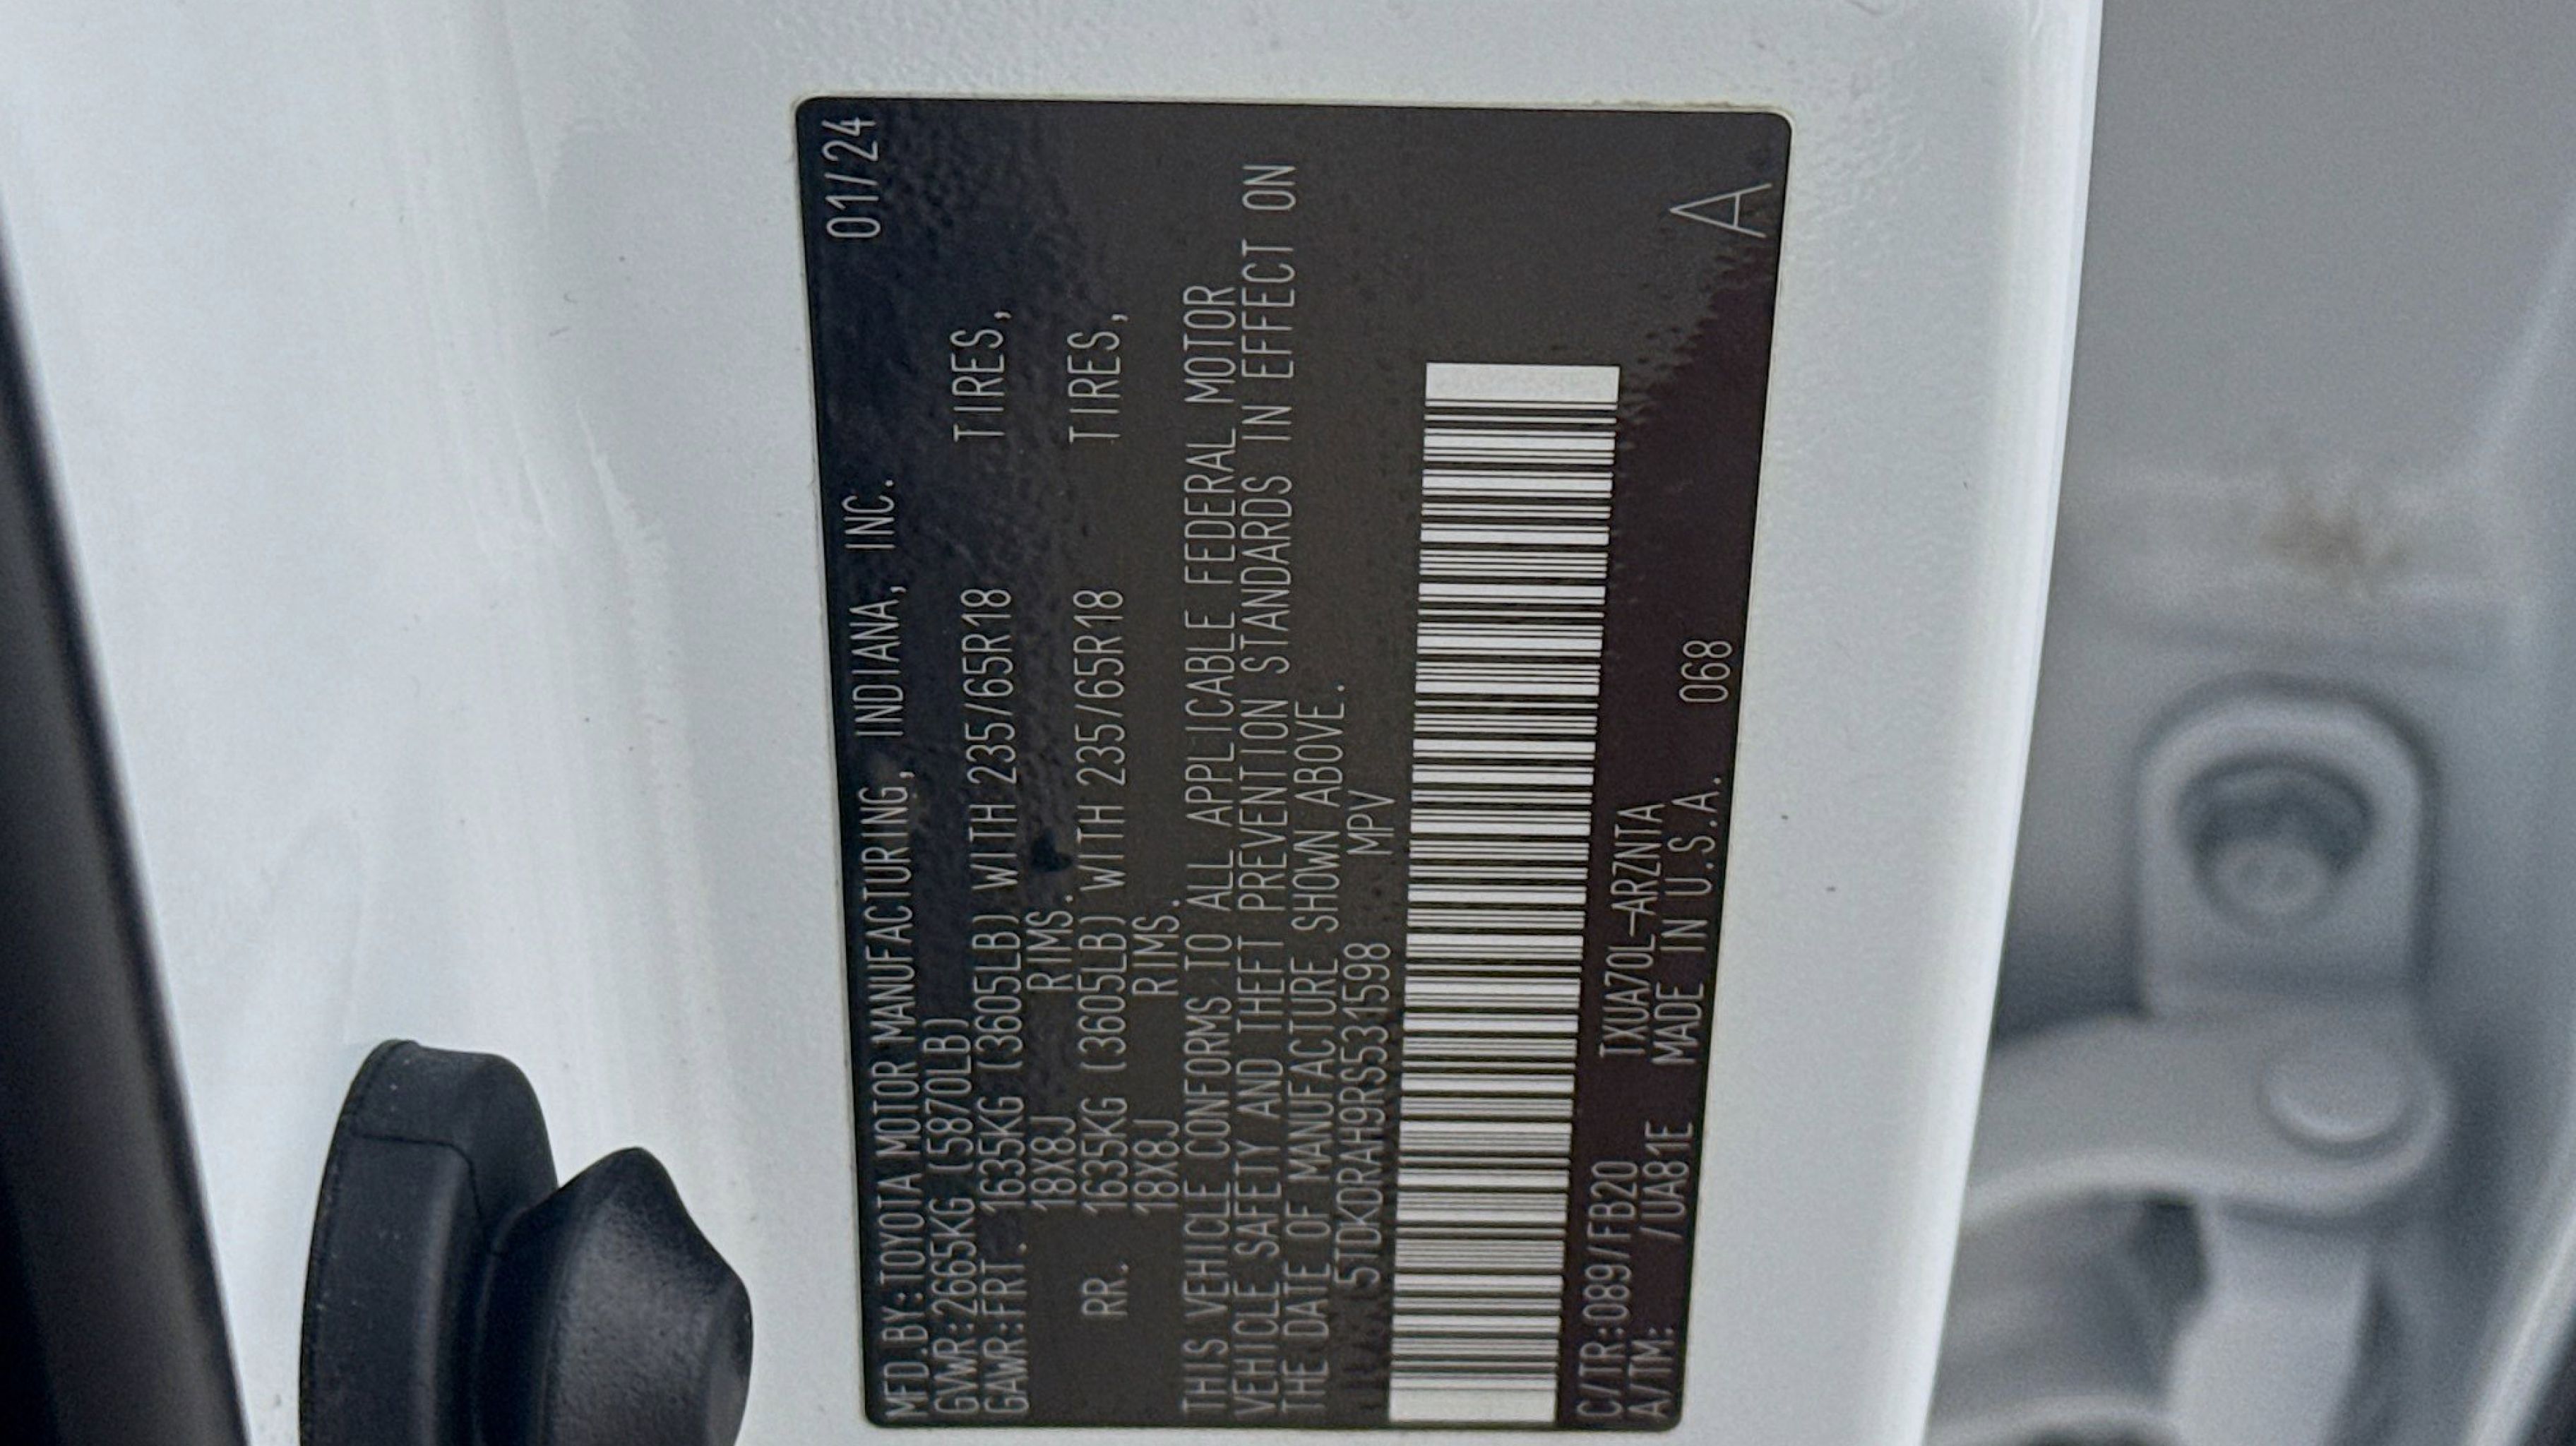 MFD.BY:TOYOTA MOTOR MANUFACTURING, INDIANA, INC. 01/24
GVWR:2665KG (5870LB)
GAWR:FRT. 1635KG (3605LB) WITH 235/65R18 TIRES,
18X8J RIMS.
RR. 1635KG (3605LB) WITH 235/65R18 TIRES,
18X8J RIMS.
THIS VEHICLE CONFORMS TO ALL APPLICABLE FEDERAL MOTOR
VEHICLE SAFETY AND THEFT PREVENTION STANDARDS IN EFFECT ON
THE DATE OF MANUFACTURE SHOWN ABOVE.
5TDKDRAH9RS531598 MPV
C/TR:089/FB20 TXUA70L-ARZNTA
A/TM: /UA81E MADE IN U.S.A. 068
A